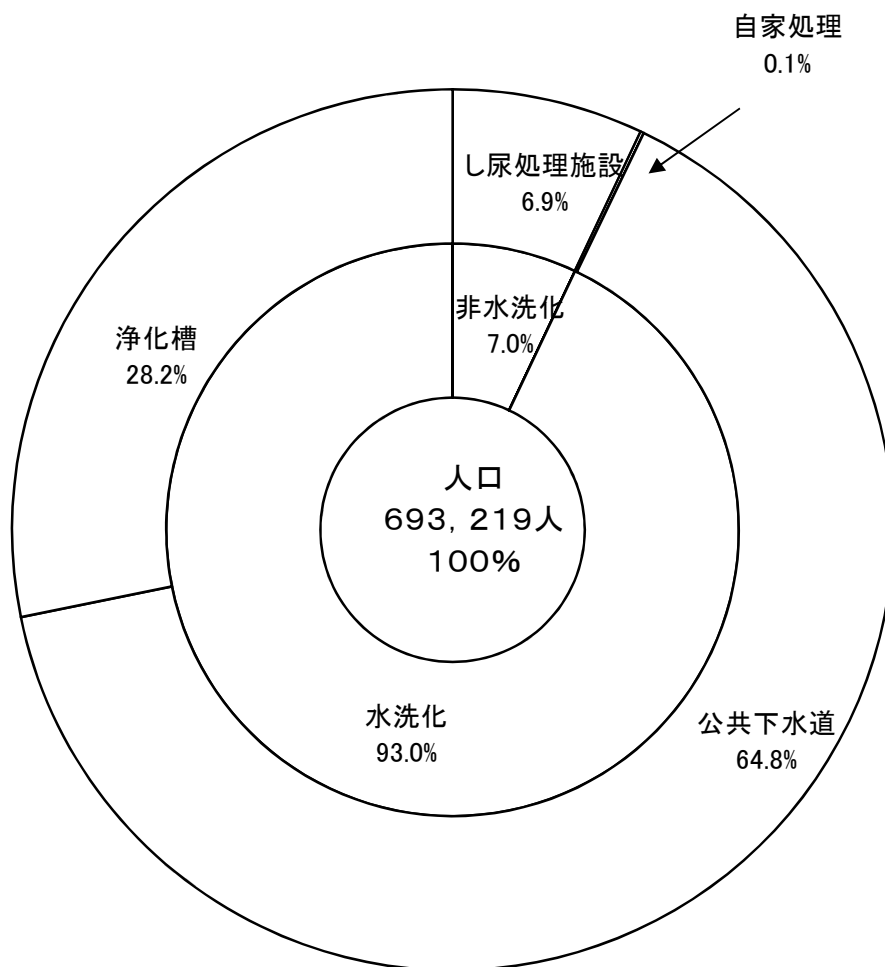 自家処理
0.1%
し尿処理施設
6.9%
非水洗化
7.0%
浄化槽
28.2%
人口
693,219人
100%
水洗化
93.0%
公共下水道
64.8%